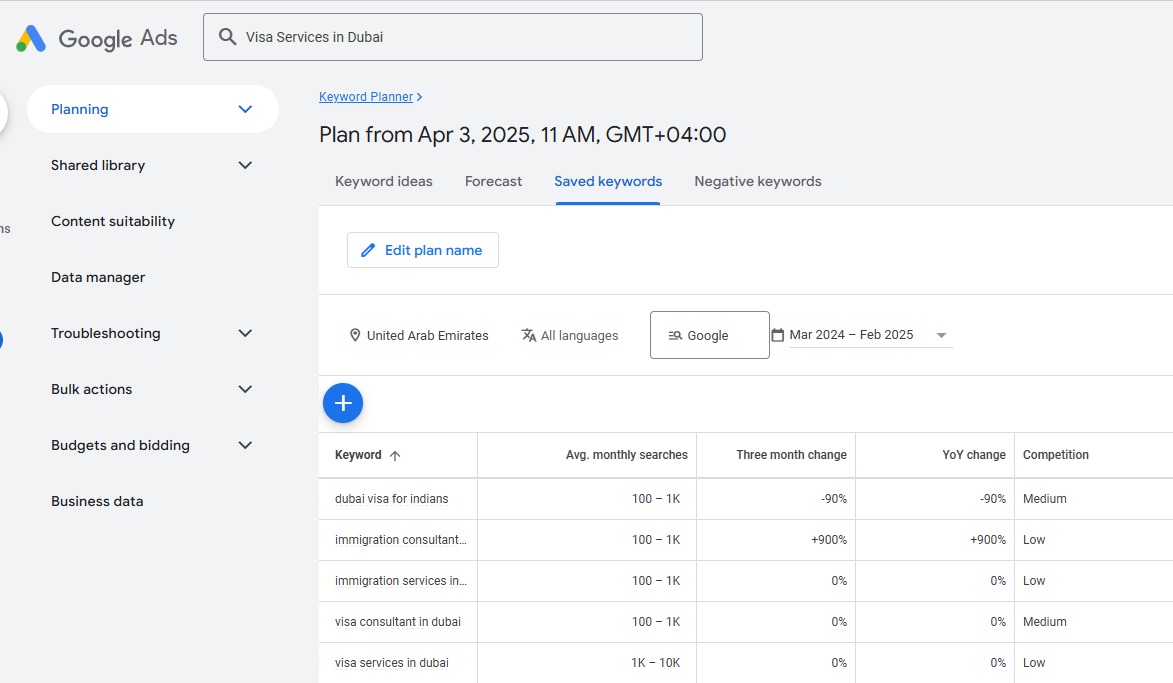 Google Ads
Visa Services in Dubai
Planning
Shared library
Content suitability
ns
Data manager
Troubleshooting
Bulk actions
Budgets and bidding
Business data
Keyword Planner
Plan from Apr 3, 2025, 11 AM, GMT+04:00
Keyword ideas Forecast Saved keywords Negative keywords
Edit plan name
United Arab Emirates All languages Google Mar 2024 – Feb 2025
Keyword Avg. monthly searches Three month change YoY change Competition
dubai visa for indians 100 – 1K -90% -90% Medium
immigration consultant... 100 – 1K +900% +900% Low
immigration services in... 100 – 1K 0% 0% Low
visa consultant in dubai 100 – 1K 0% 0% Medium
visa services in dubai 1K – 10K 0% 0% Low